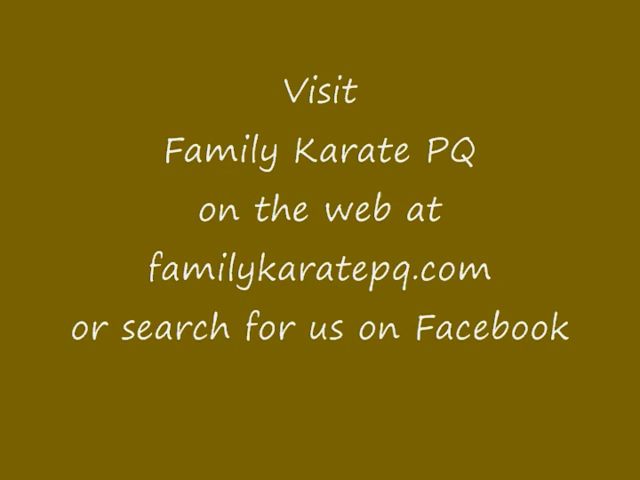 Visit
Family Karate PQ
on the web at
familykaratepq.com
or search for us on Facebook